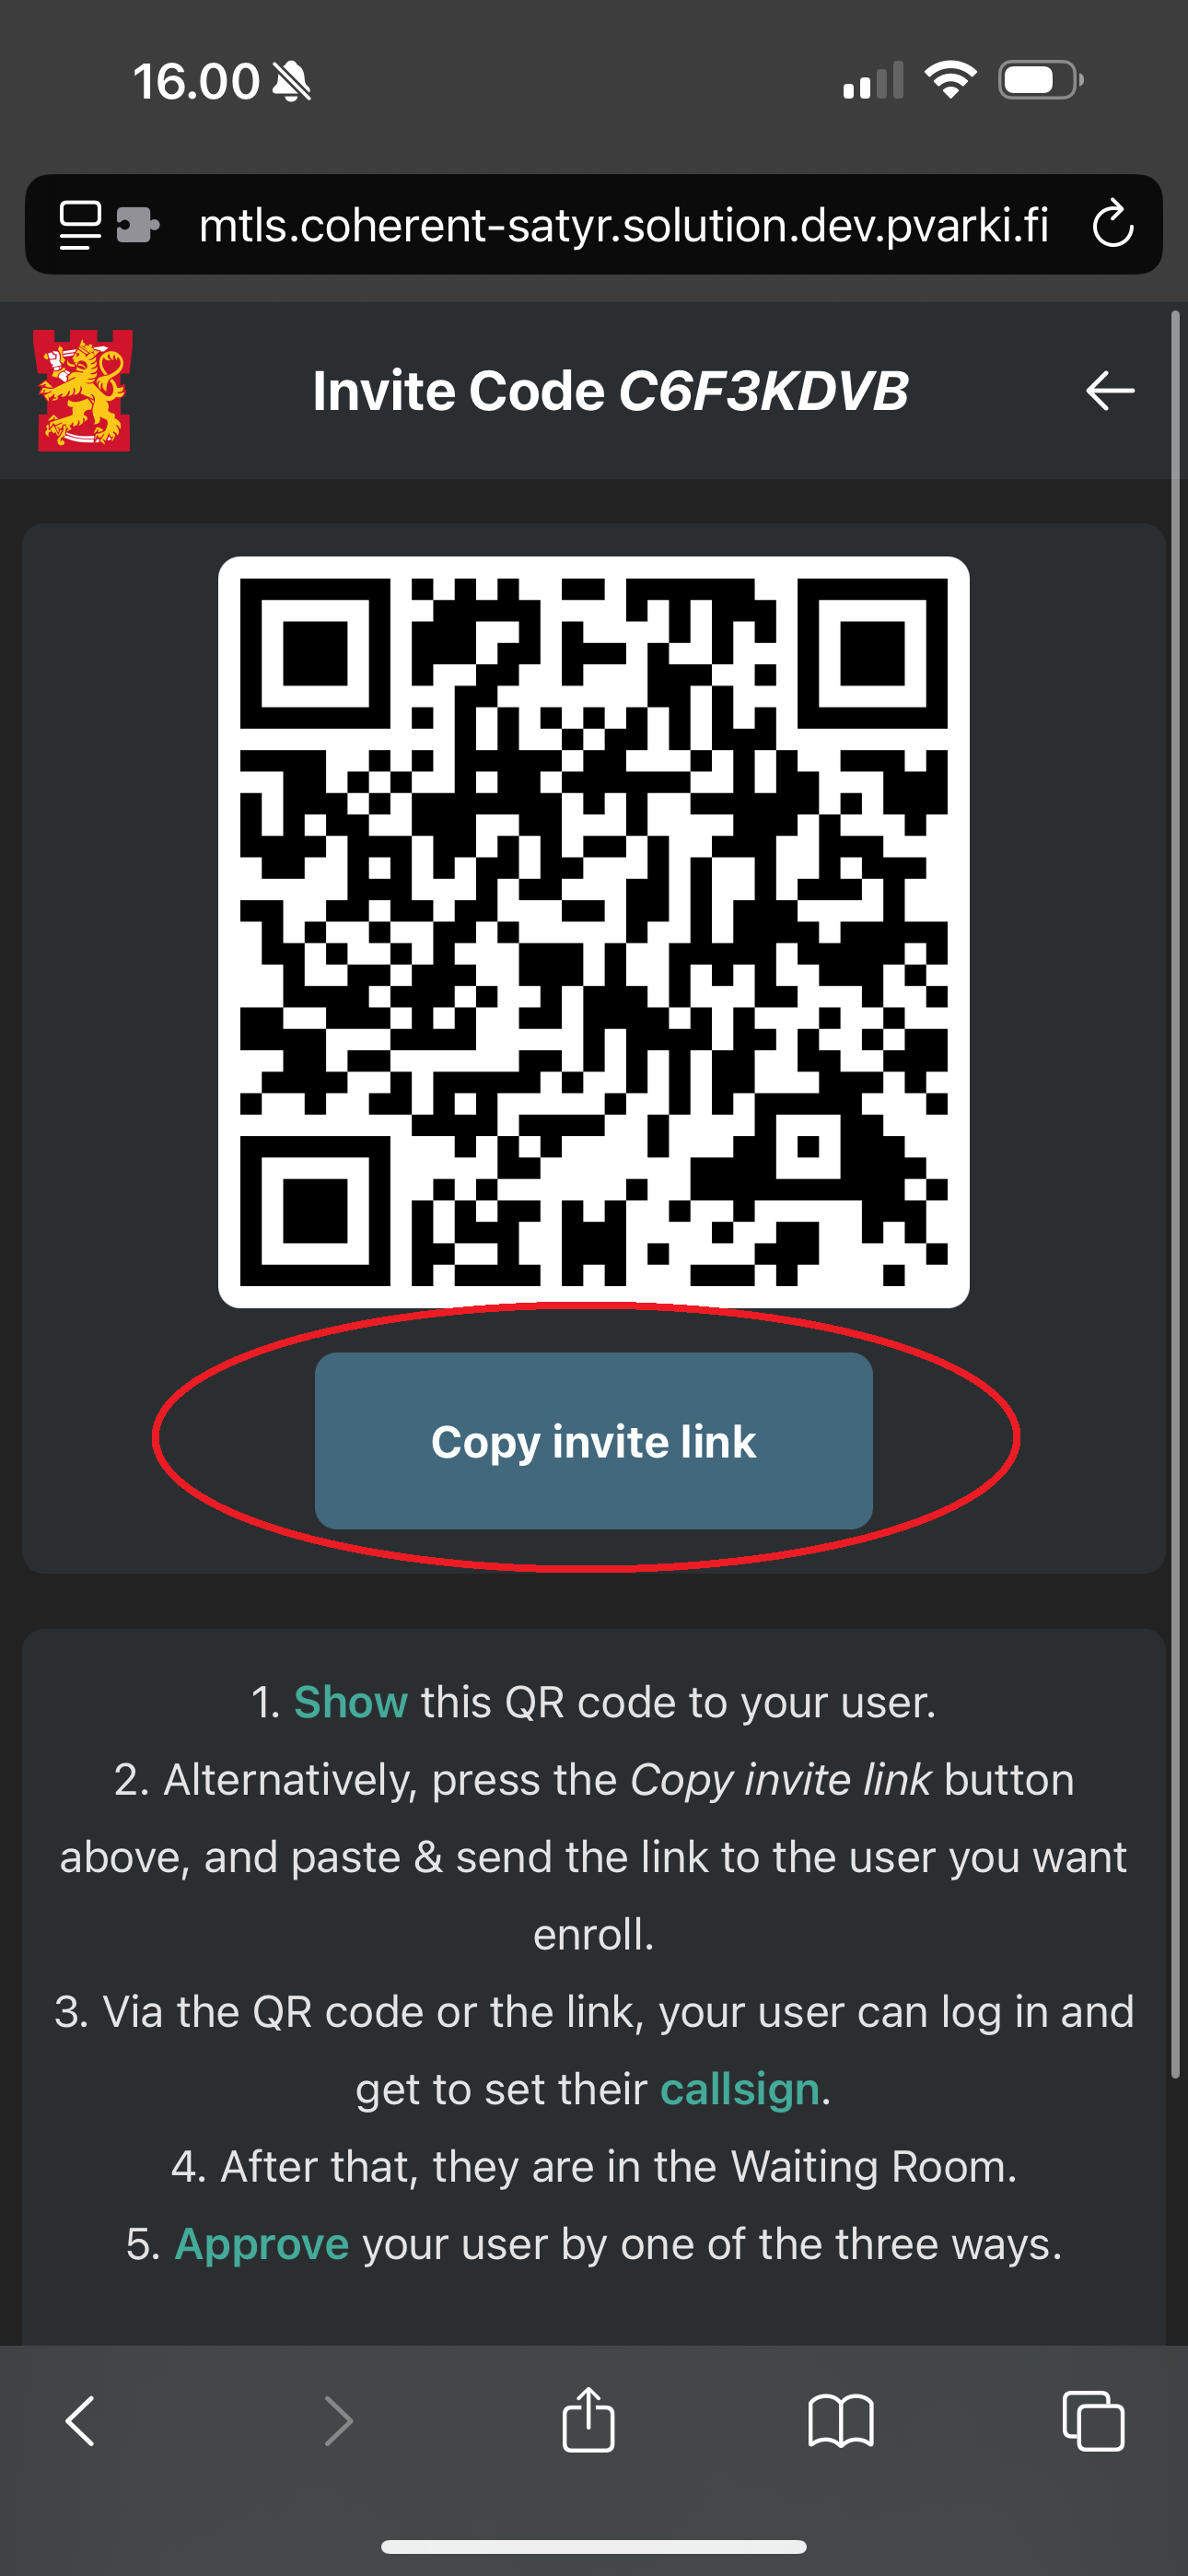 16.00
mtls.coherent-satyr.solution.dev.pvarki.fi
Invite Code C6F3KDVB
Copy invite link
1. Show this QR code to your user.
2. Alternatively, press the Copy invite link button
above, and paste & send the link to the user you want
enroll.
3. Via the QR code or the link, your user can log in and
get to set their callsign.
4. After that, they are in the Waiting Room.
5. Approve your user by one of the three ways.